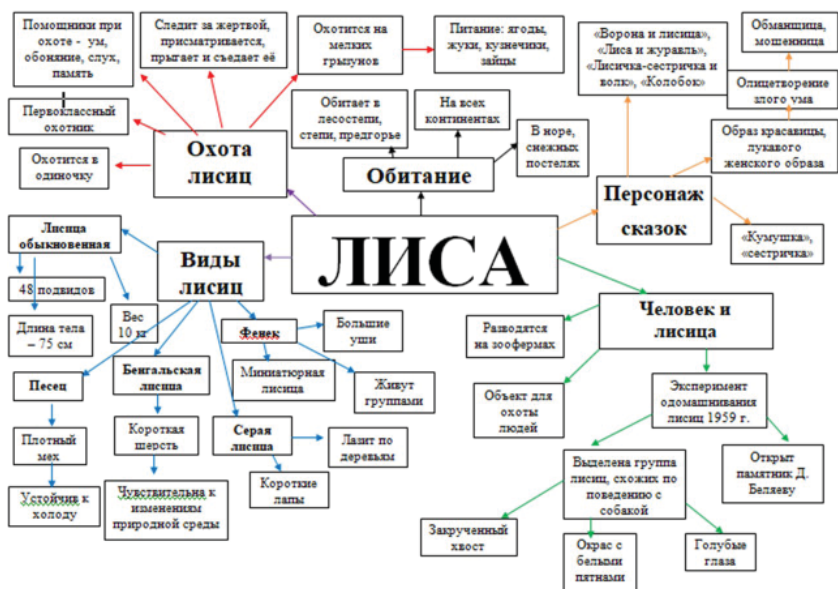 Помощники при
охоте - ум,
обоняние, слух,
память
Следит за жертвой,
присматривается,
прыгает и съедает её
Охотится на
мелких
грызунов
Питание: ягоды,
жуки, кузнечики,
зайцы
«Ворона и лисица»,
«Лиса и журавль»,
«Лисичка-сестричка и
волк», «Колобок»
Обманщица,
мошенница
Олицетворение
злого ума
Образ красавицы,
лукавого
женского образа
Первоклассный
охотник
Охотится в
одиночку
Охота
лисиц
Обитает в
лесостепи,
степи, предгорье
На всех
континентах
В норе,
снежных
постелях
Обитание
Персонаж
сказок
«Кумушка»,
«сестричка»
ЛИСА
Лисица
обыкновенная
Виды
лисиц
48 подвидов
Длина тела
– 75 см
Вес
10 кг
Фенек
Большие
уши
Миниатюрная
лисица
Живут
группами
Песец
Плотный
мех
Устойчив к
холоду
Бенгальская
лисица
Короткая
шерсть
Чувствительна к
изменениям
природной среды
Серая
лисица
Лазит по
деревьям
Короткие
лапы
Человек и
лисица
Разводятся
на зоофермах
Объект для
охоты
людей
Эксперимент
одомашнивания
лисиц 1959 г.
Выделена группа
лисиц, схожих по
поведению с
собакой
Открыт
памятник Д.
Беляеву
Закрученный
хвост
Окрас с
белыми
пятнами
Голубые
глаза